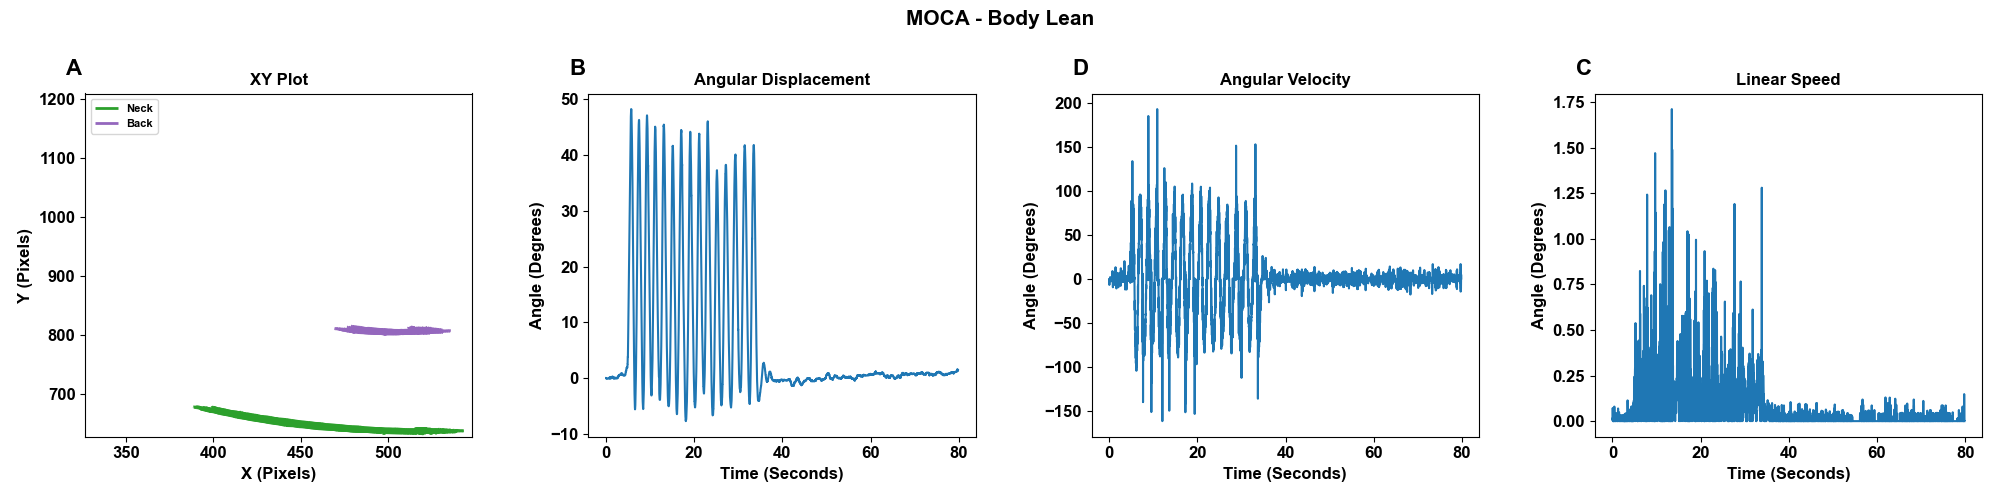 MOCA - Body Lean
A
XY Plot
1200
1100
1000
900
800
700
350
400
450
500
Y (Pixels)
X (Pixels)
Neck
Back
B
Angular Displacement
50
40
30
20
10
0
−10
0
20
40
60
80
Angle (Degrees)
Time (Seconds)
D
Angular Velocity
200
150
100
50
0
−50
−100
−150
0
20
40
60
80
Angle (Degrees)
Time (Seconds)
C
Linear Speed
1.75
1.50
1.25
1.00
0.75
0.50
0.25
0.00
0
20
40
60
80
Angle (Degrees)
Time (Seconds)